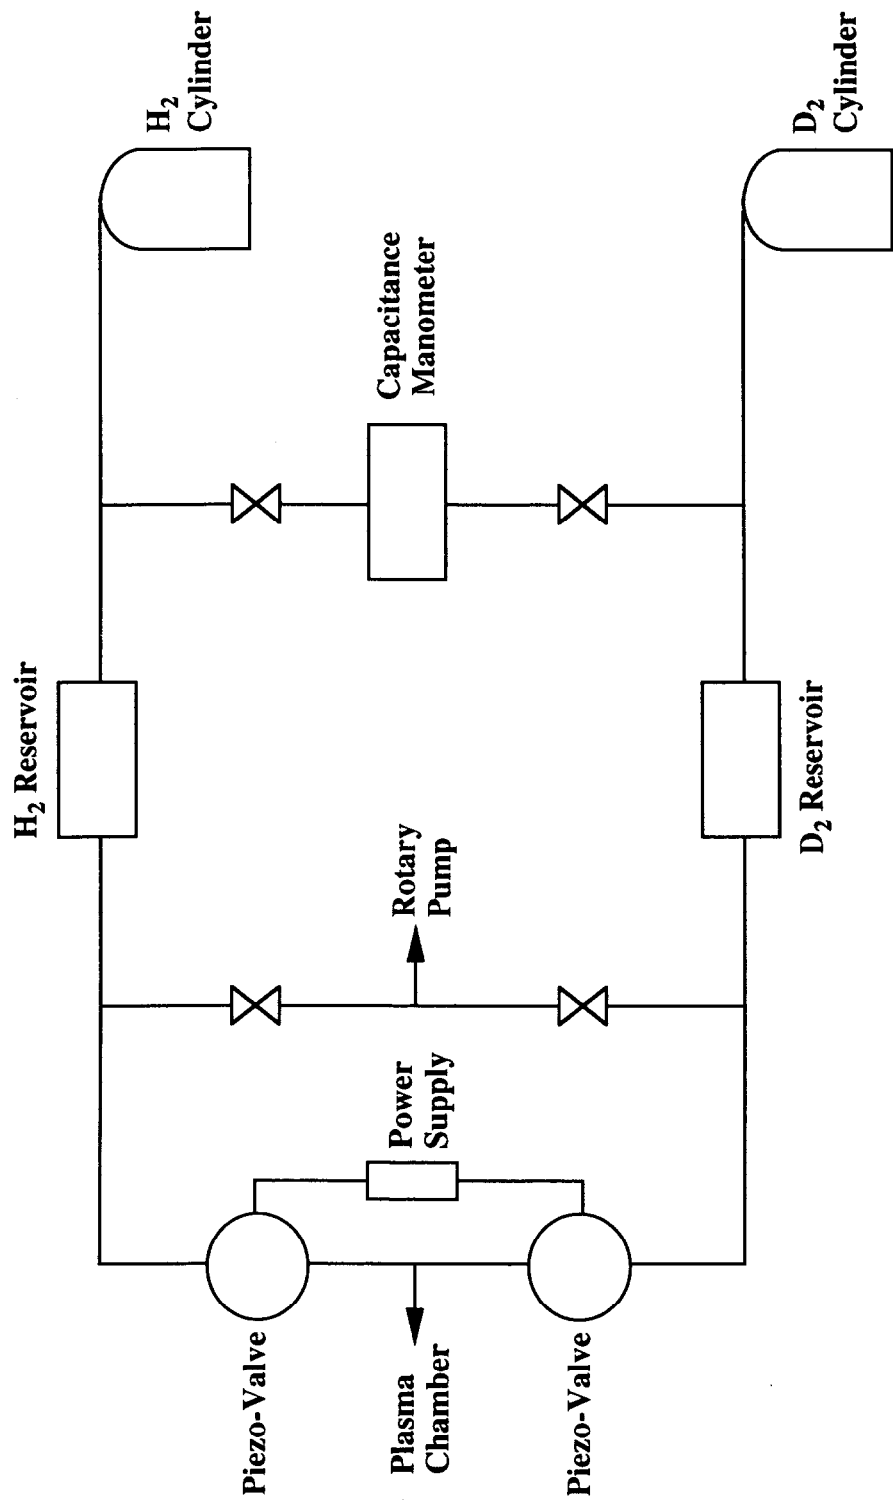 H₂
Cylinder
Capacitance
Manometer
H₂ Reservoir
Rotary
Pump
Power
Supply
Piezo-Valve
Plasma
Chamber
Piezo-Valve
D₂ Reservoir
D₂
Cylinder